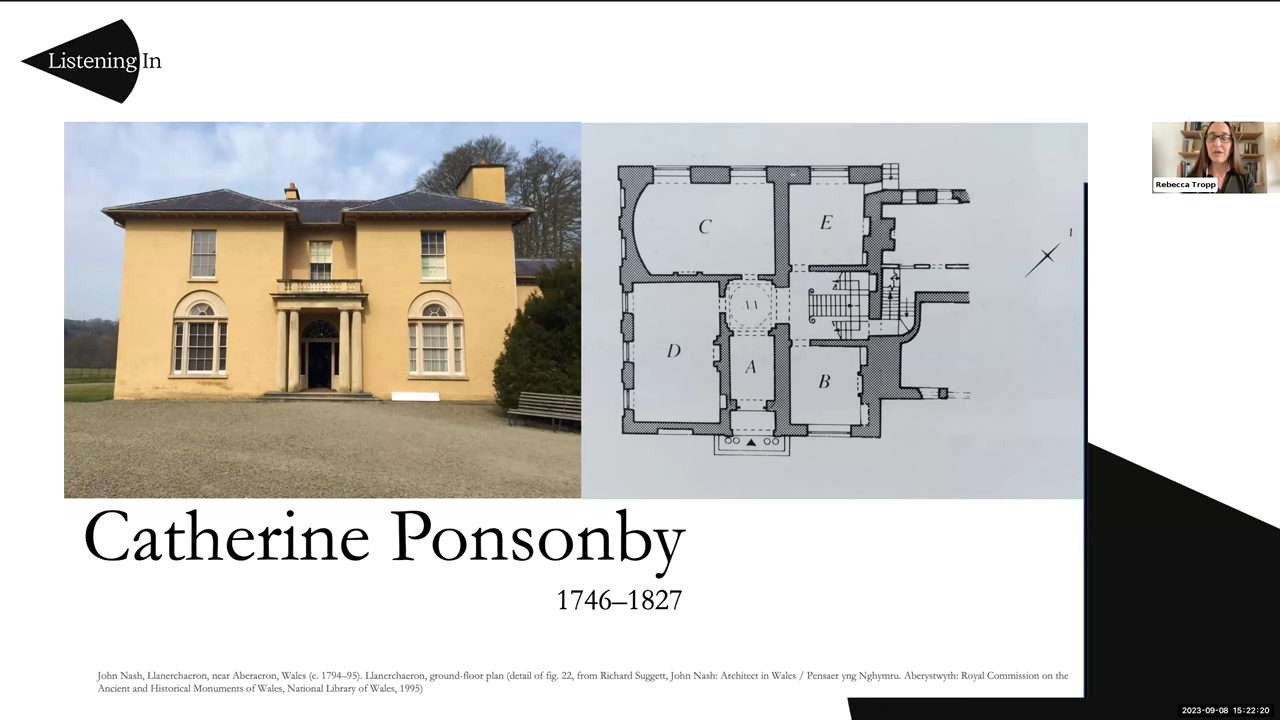 Listening In
C
E
AA
D
A
B
Rebecca Tropp
Catherine Ponsonby
1746–1827
John Nash, Llanerchaeron, near Aberaeron, Wales (c. 1794–95). Llanerchaeron, ground-floor plan (detail of fig. 22, from Richard Suggett, John Nash: Architect in Wales / Pensaer yng Nghymru. Aberystwyth: Royal Commission on the
Ancient and Historical Monuments of Wales, National Library of Wales, 1995)
2023-09-08 15:22:20